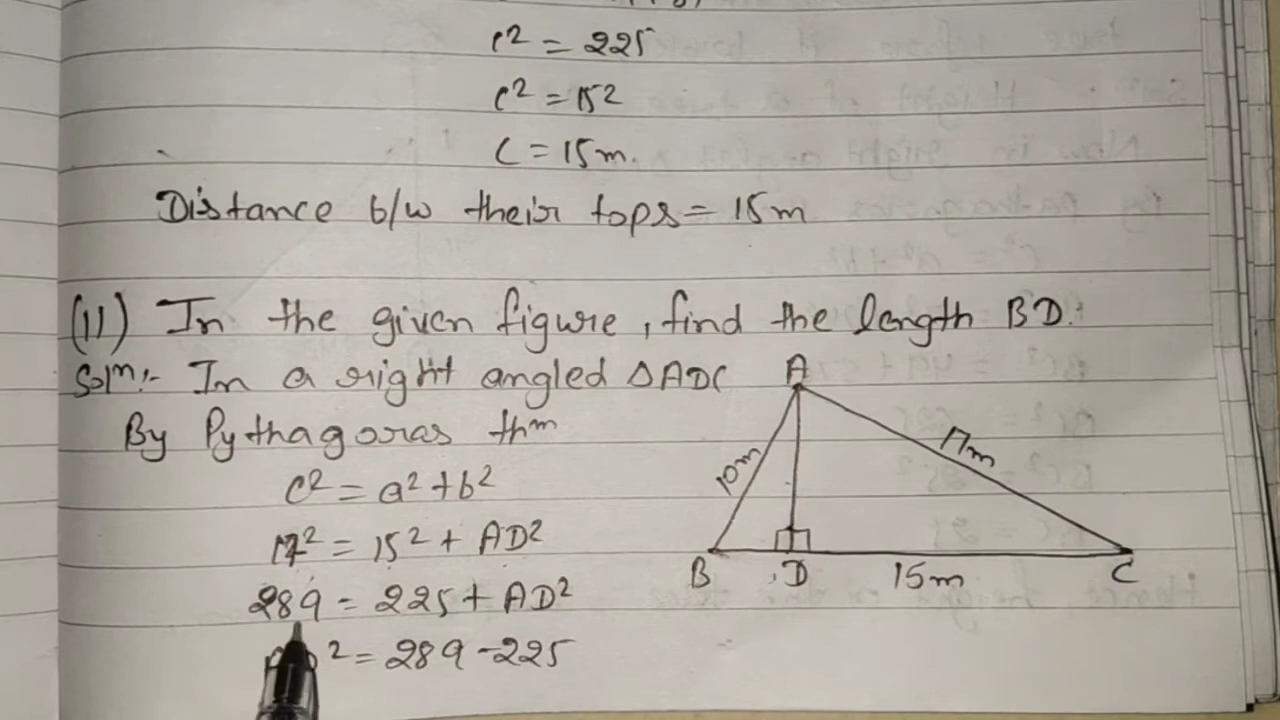 c² = 225
c² = 15²
C = 15m.
Distance b/w their tops = 15m
(11) In the given figure, find the length BD.
Solⁿ:- In a right angled △ADC
By Pythagoras thᵐ
c² = a² + b²
17² = 15² + AD²
289 = 225 + AD²
² = 289 - 225
A
10m
17m
B
D
15m
C